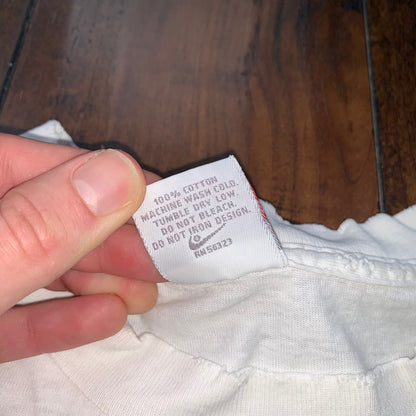 100% COTTON
MACHINE WASH COLD.
TUMBLE DRY LOW.
DO NOT BLEACH.
DO NOT IRON DESIGN.
RN 56323